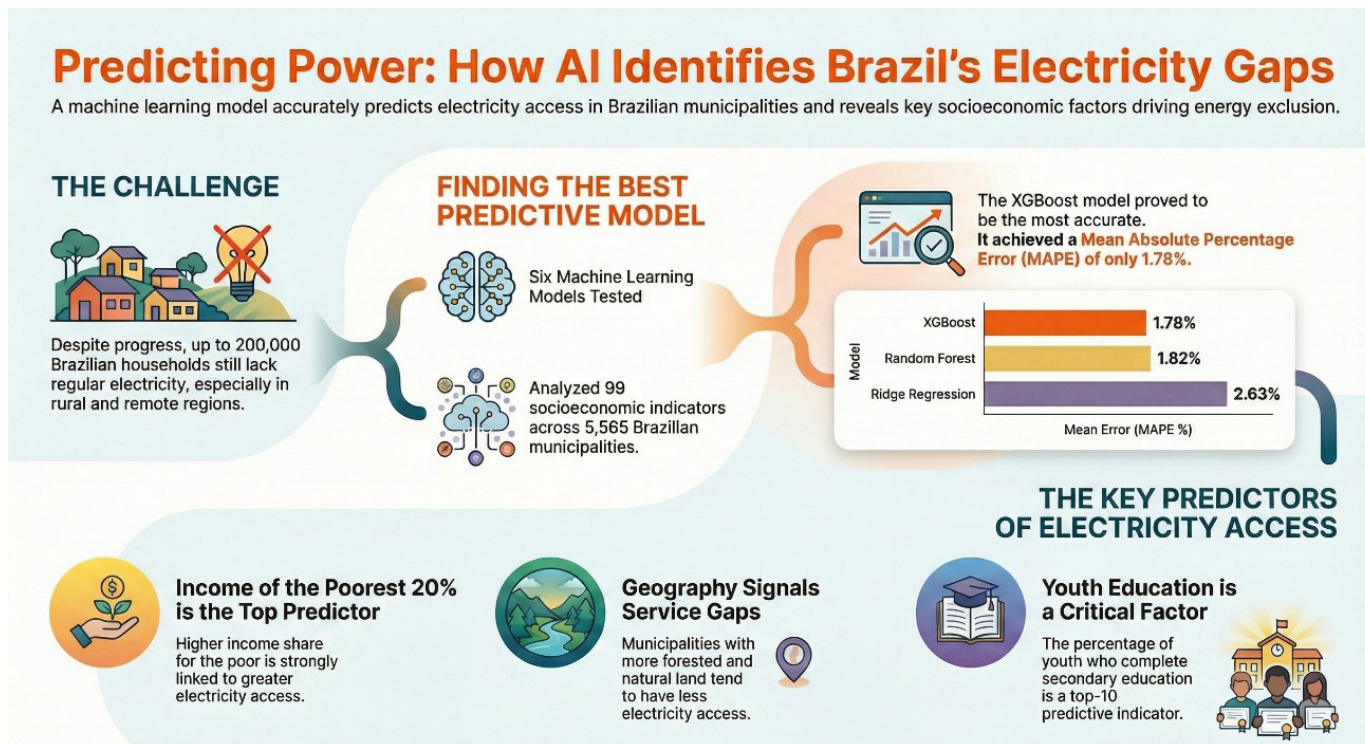 Predicting Power: How AI Identifies Brazil's Electricity Gaps
A machine learning model accurately predicts electricity access in Brazilian municipalities and reveals key socioeconomic factors driving energy exclusion.
THE CHALLENGE
Despite progress, up to 200,000
Brazilian households still lack
regular electricity, especially in
rural and remote regions.
FINDING THE BEST
PREDICTIVE MODEL
Six Machine Learning
Models Tested
Analyzed 99
socioeconomic indicators
across 5,565 Brazilian
municipalities.
The XGBoost model proved to
be the most accurate.
It achieved a Mean Absolute Percentage
Error (MAPE) of only 1.78%.
Model
XGBoost 1.78%
Random Forest 1.82%
Ridge Regression 2.63%
Mean Error (MAPE %)
THE KEY PREDICTORS
OF ELECTRICITY ACCESS
$
Income of the Poorest 20%
is the Top Predictor
Higher income share
for the poor is strongly
linked to greater
electricity access.
Geography Signals
Service Gaps
Municipalities with
more forested and
natural land tend
to have less
electricity access.
Youth Education is
a Critical Factor
The percentage of
youth who complete
secondary education
is a top-10
predictive indicator.